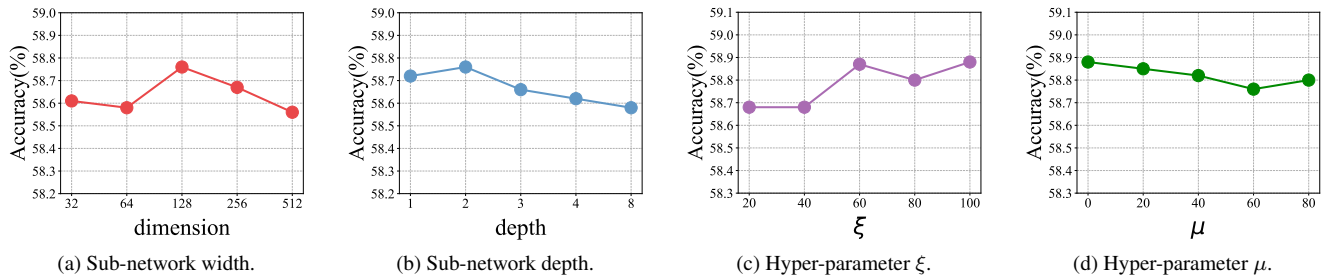 59.0
58.9
58.8
58.7
58.6
58.5
58.4
58.3
58.2
Accuracy(%)
32 64 128 256 512
dimension
(a) Sub-network width.
59.0
58.9
58.8
58.7
58.6
58.5
58.4
58.3
58.2
Accuracy(%)
1 2 3 4 8
depth
(b) Sub-network depth.
59.1
59.0
58.9
58.8
58.7
58.6
58.5
58.4
58.3
Accuracy(%)
20 40 60 80 100
ξ
(c) Hyper-parameter ξ.
59.1
59.0
58.9
58.8
58.7
58.6
58.5
58.4
58.3
Accuracy(%)
0 20 40 60 80
μ
(d) Hyper-parameter μ.